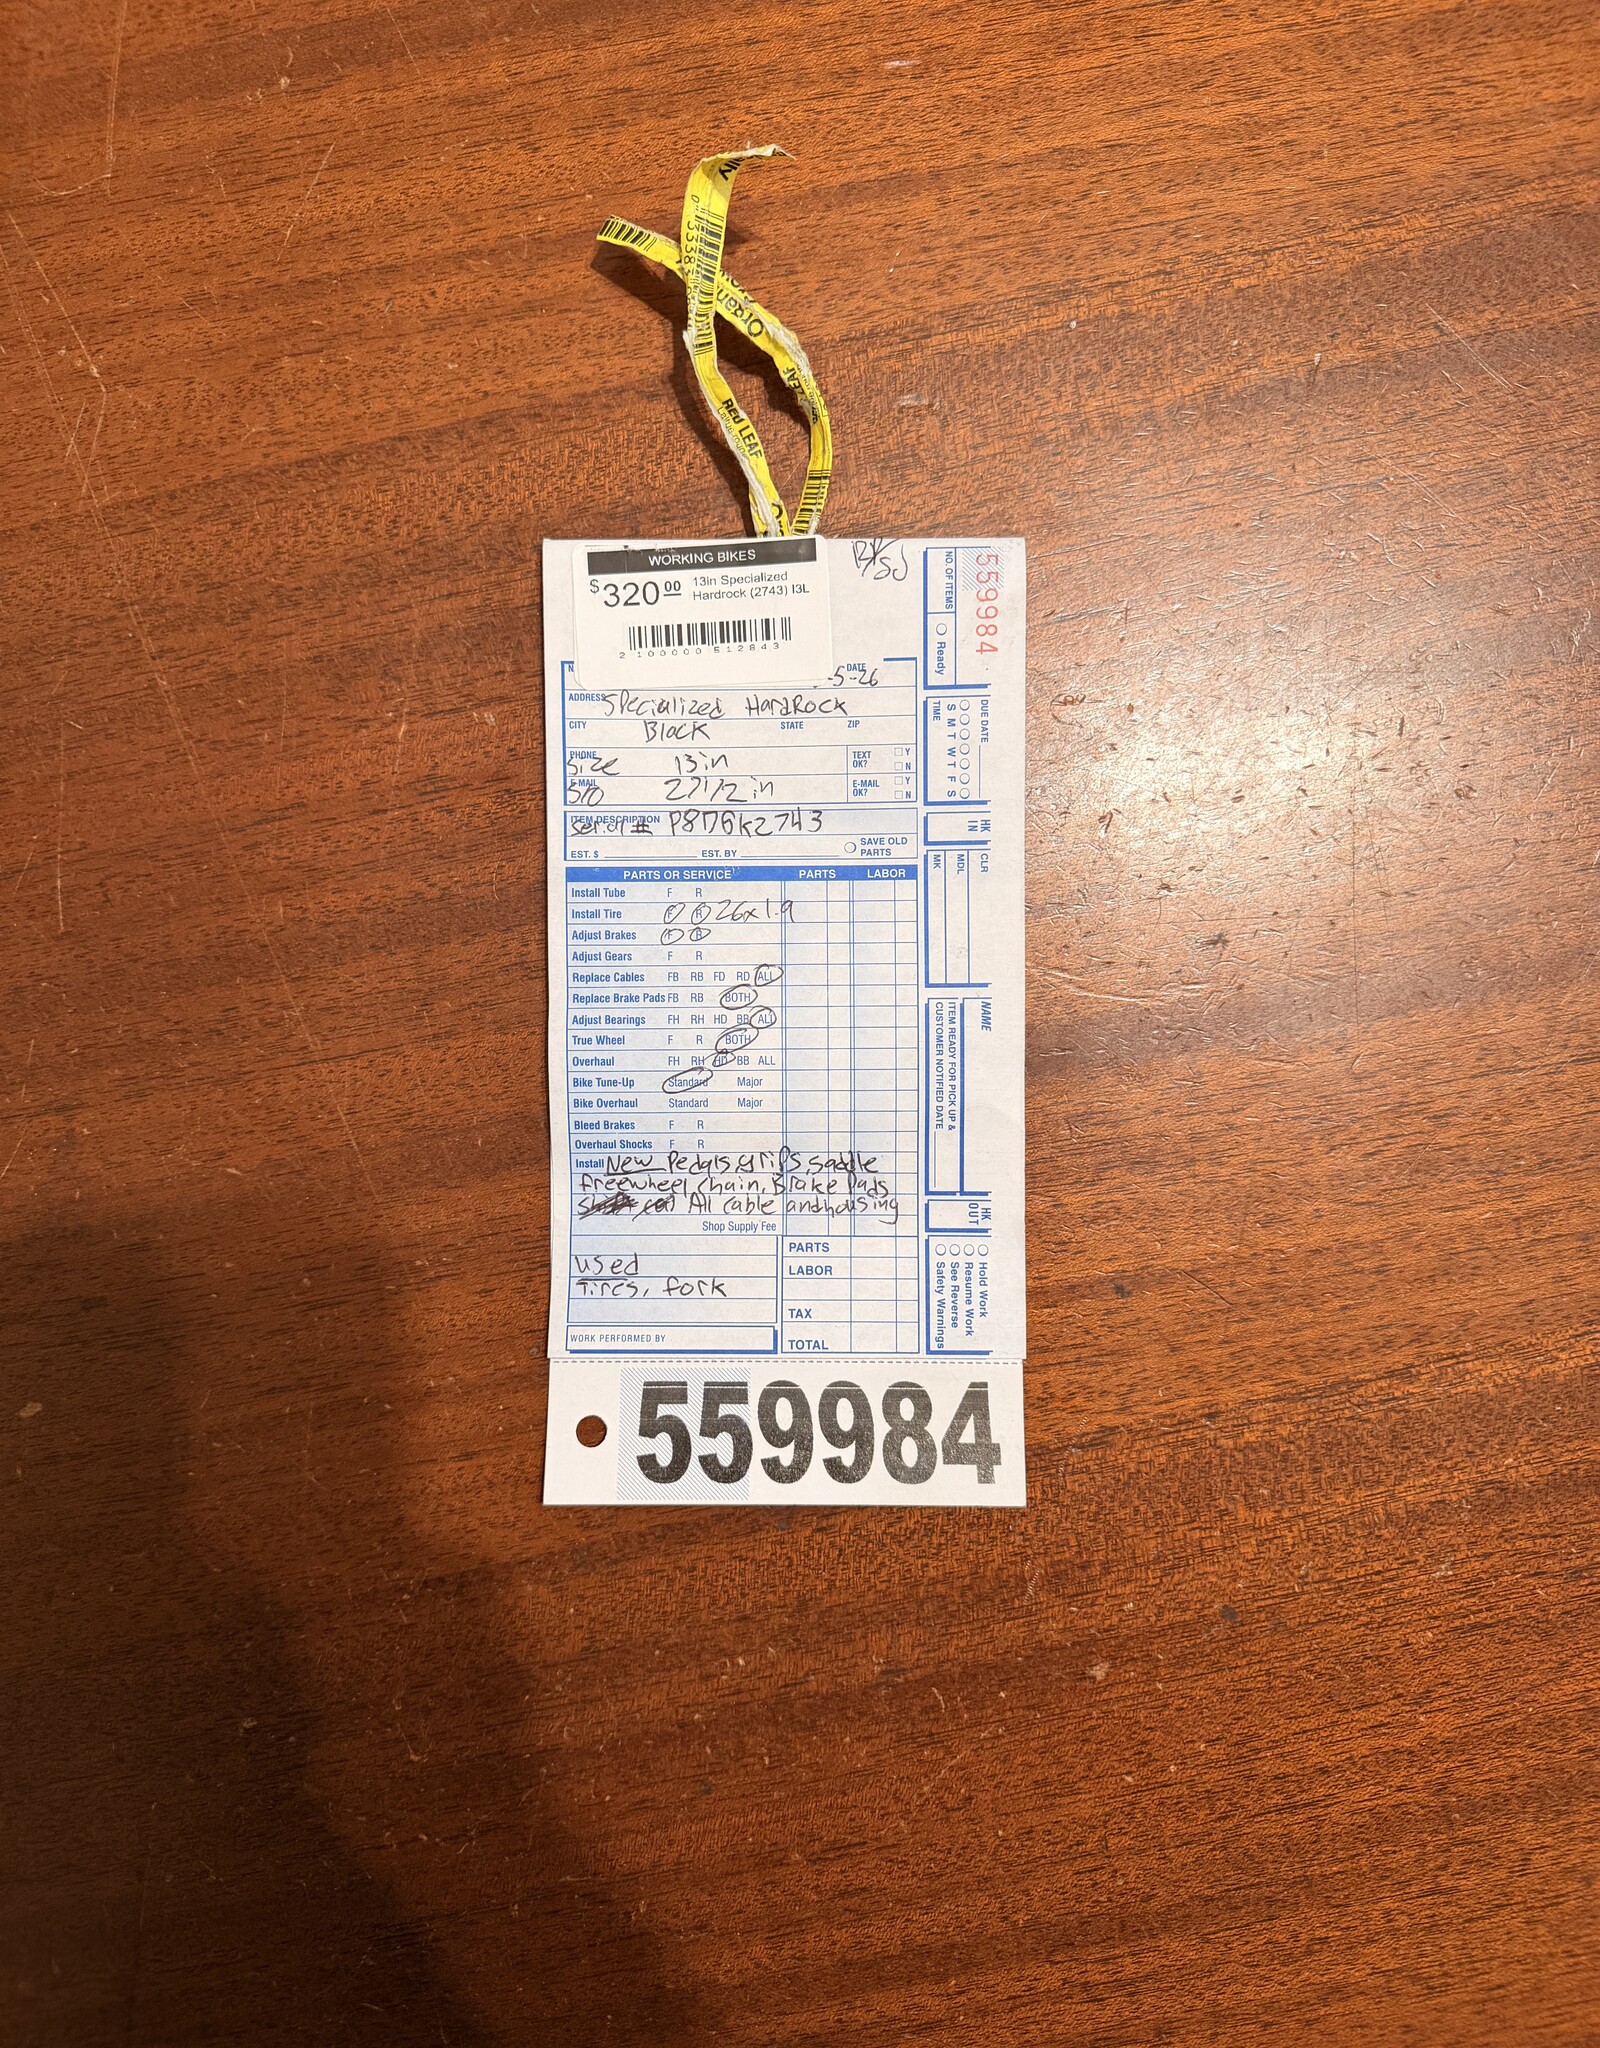 RED LEAF
WORKING BIKES
$320.00 13in Specialized
Hardrock (2743) I3L
2 100000 512843
DATE
-5-26
ADDRESS Specialized HardRock
CITY Black STATE ZIP
PHONE Size 13in TEXT OK? Y N
E-MAIL S/O 27 1/2 in E-MAIL OK? Y N
ITEM DESCRIPTION Serial # P8D6K2743
EST. $ EST. BY SAVE OLD PARTS
PARTS OR SERVICE PARTS LABOR
Install Tube F R
Install Tire F R 26x1.9
Adjust Brakes F R
Adjust Gears F R
Replace Cables FB RB FD RD ALL
Replace Brake Pads FB RB BOTH
Adjust Bearings FH RH HD BB ALL
True Wheel F R BOTH
Overhaul FH RH HD BB ALL
Bike Tune-Up Standard Major
Bike Overhaul Standard Major
Bleed Brakes F R
Overhaul Shocks F R
Install New Pedals, grips, saddle
freewheel, chain, Brake Pads
All cable and housing
Shop Supply Fee
used
Tires, fork
WORK PERFORMED BY
PARTS
LABOR
TAX
TOTAL
559984
NO. OF ITEMS
Ready
DUE DATE
S M T W T F S
TIME
HK IN
CLR
MDL
MK
NAME
ITEM READY FOR PICK UP &
CUSTOMER NOTIFIED DATE
HK OUT
Hold Work
Resume Work
See Reverse
Safety Warnings
559984